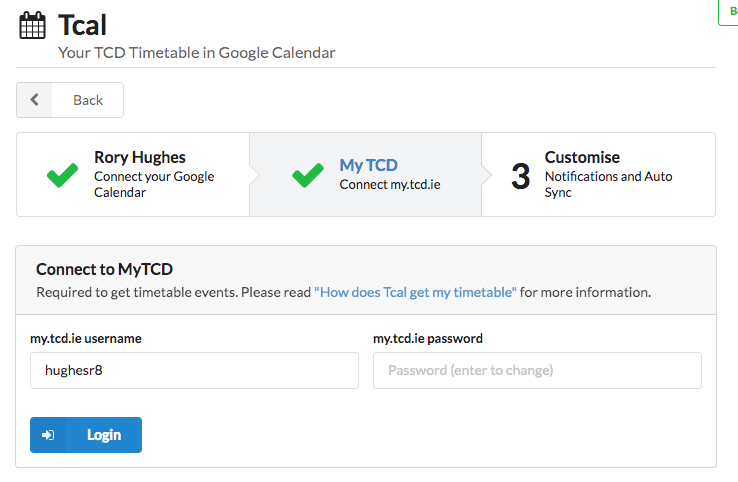 Tcal
Your TCD Timetable in Google Calendar
Back
Rory Hughes
Connect your Google
Calendar
My TCD
Connect my.tcd.ie
3
Customise
Notifications and Auto
Sync
Connect to MyTCD
Required to get timetable events. Please read "How does Tcal get my timetable" for more information.
my.tcd.ie username
my.tcd.ie password
hughesr8
Password (enter to change)
Login